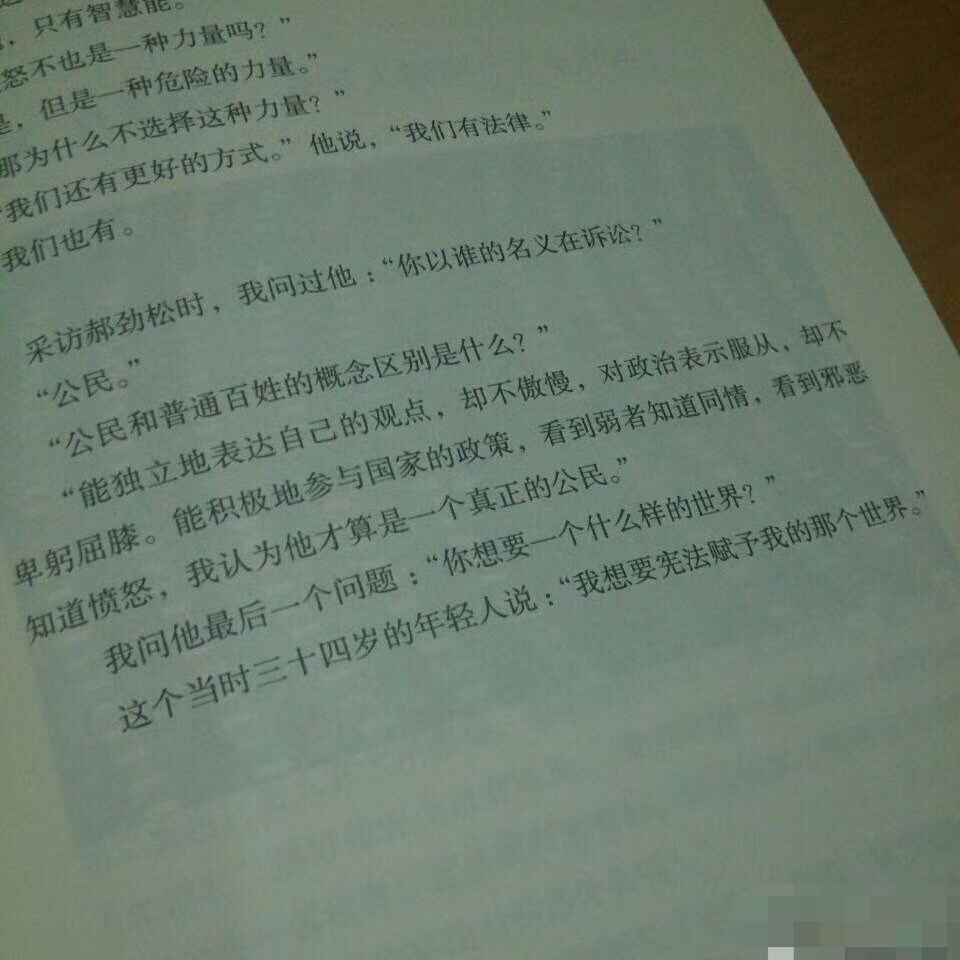 ，只有智慧能。
怒不也是一种力量吗？”
，但是一种危险的力量。”
那为什么不选择这种力量？”
“我们还有更好的方式。”他说，“我们有法律。”
我们也有。
采访郝劲松时，我问过他：“你以谁的名义在诉讼？”
“公民。”
“公民和普通百姓的概念区别是什么？”
“能独立地表达自己的观点，却不傲慢，对政治表示服从，却不
卑躬屈膝。能积极地参与国家的政策，看到弱者知道同情，看到邪恶
知道愤怒，我认为他才算是一个真正的公民。”
我问他最后一个问题：“你想要一个什么样的世界？”
这个当时三十四岁的年轻人说：“我想要宪法赋予我的那个世界。”